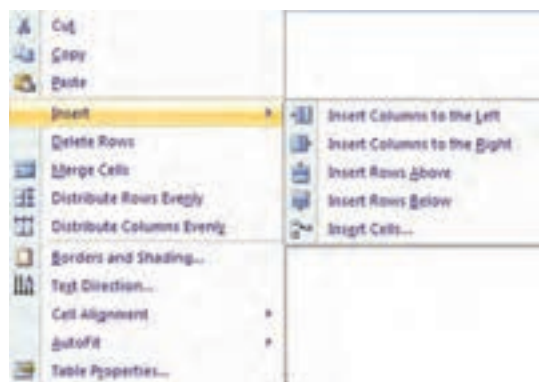 Cut
Copy
Paste
Insert
Delete Rows
Merge Cells
Distribute Rows Evenly
Distribute Columns Evenly
Borders and Shading...
Text Direction...
Cell Alignment
AutoFit
Table Properties...
Insert Columns to the Left
Insert Columns to the Right
Insert Rows Above
Insert Rows Below
Insert Cells...